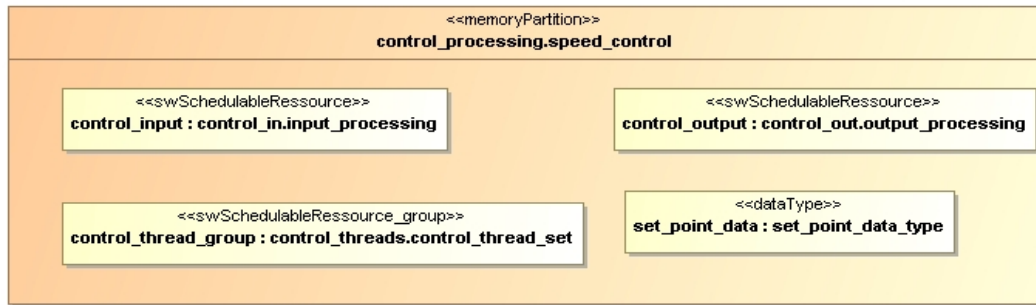 <<memoryPartition>>
control_processing.speed_control
<<swSchedulableRessource>>
control_input : control_in.input_processing
<<swSchedulableRessource>>
control_output : control_out.output_processing
<<swSchedulableRessource_group>>
control_thread_group : control_threads.control_thread_set
<<dataType>>
set_point_data : set_point_data_type